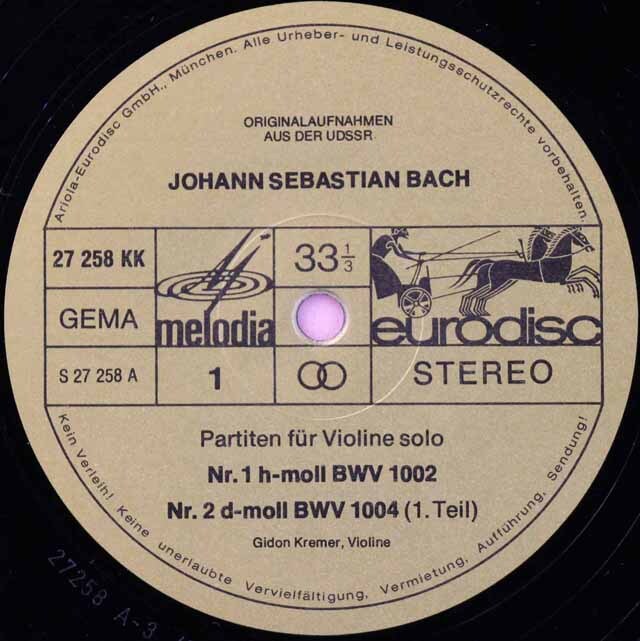 Ariola-Eurodisc GmbH., München. Alle Urheber- und Leistungsschutzrechte vorbehalten.
ORIGINALAUFNAHMEN
AUS DER UDSSR
JOHANN SEBASTIAN BACH
27 258 KK
33 1/3
GEMA
melodia
eurodisc
S 27 258 A
1
STEREO
Partiten für Violine solo
Nr. 1 h-moll BWV 1002
Nr. 2 d-moll BWV 1004 (1. Teil)
Gidon Kremer, Violine
Kein Verleih! Keine unerlaubte Vervielfältigung, Vermietung, Aufführung, Sendung!
27258 A-3